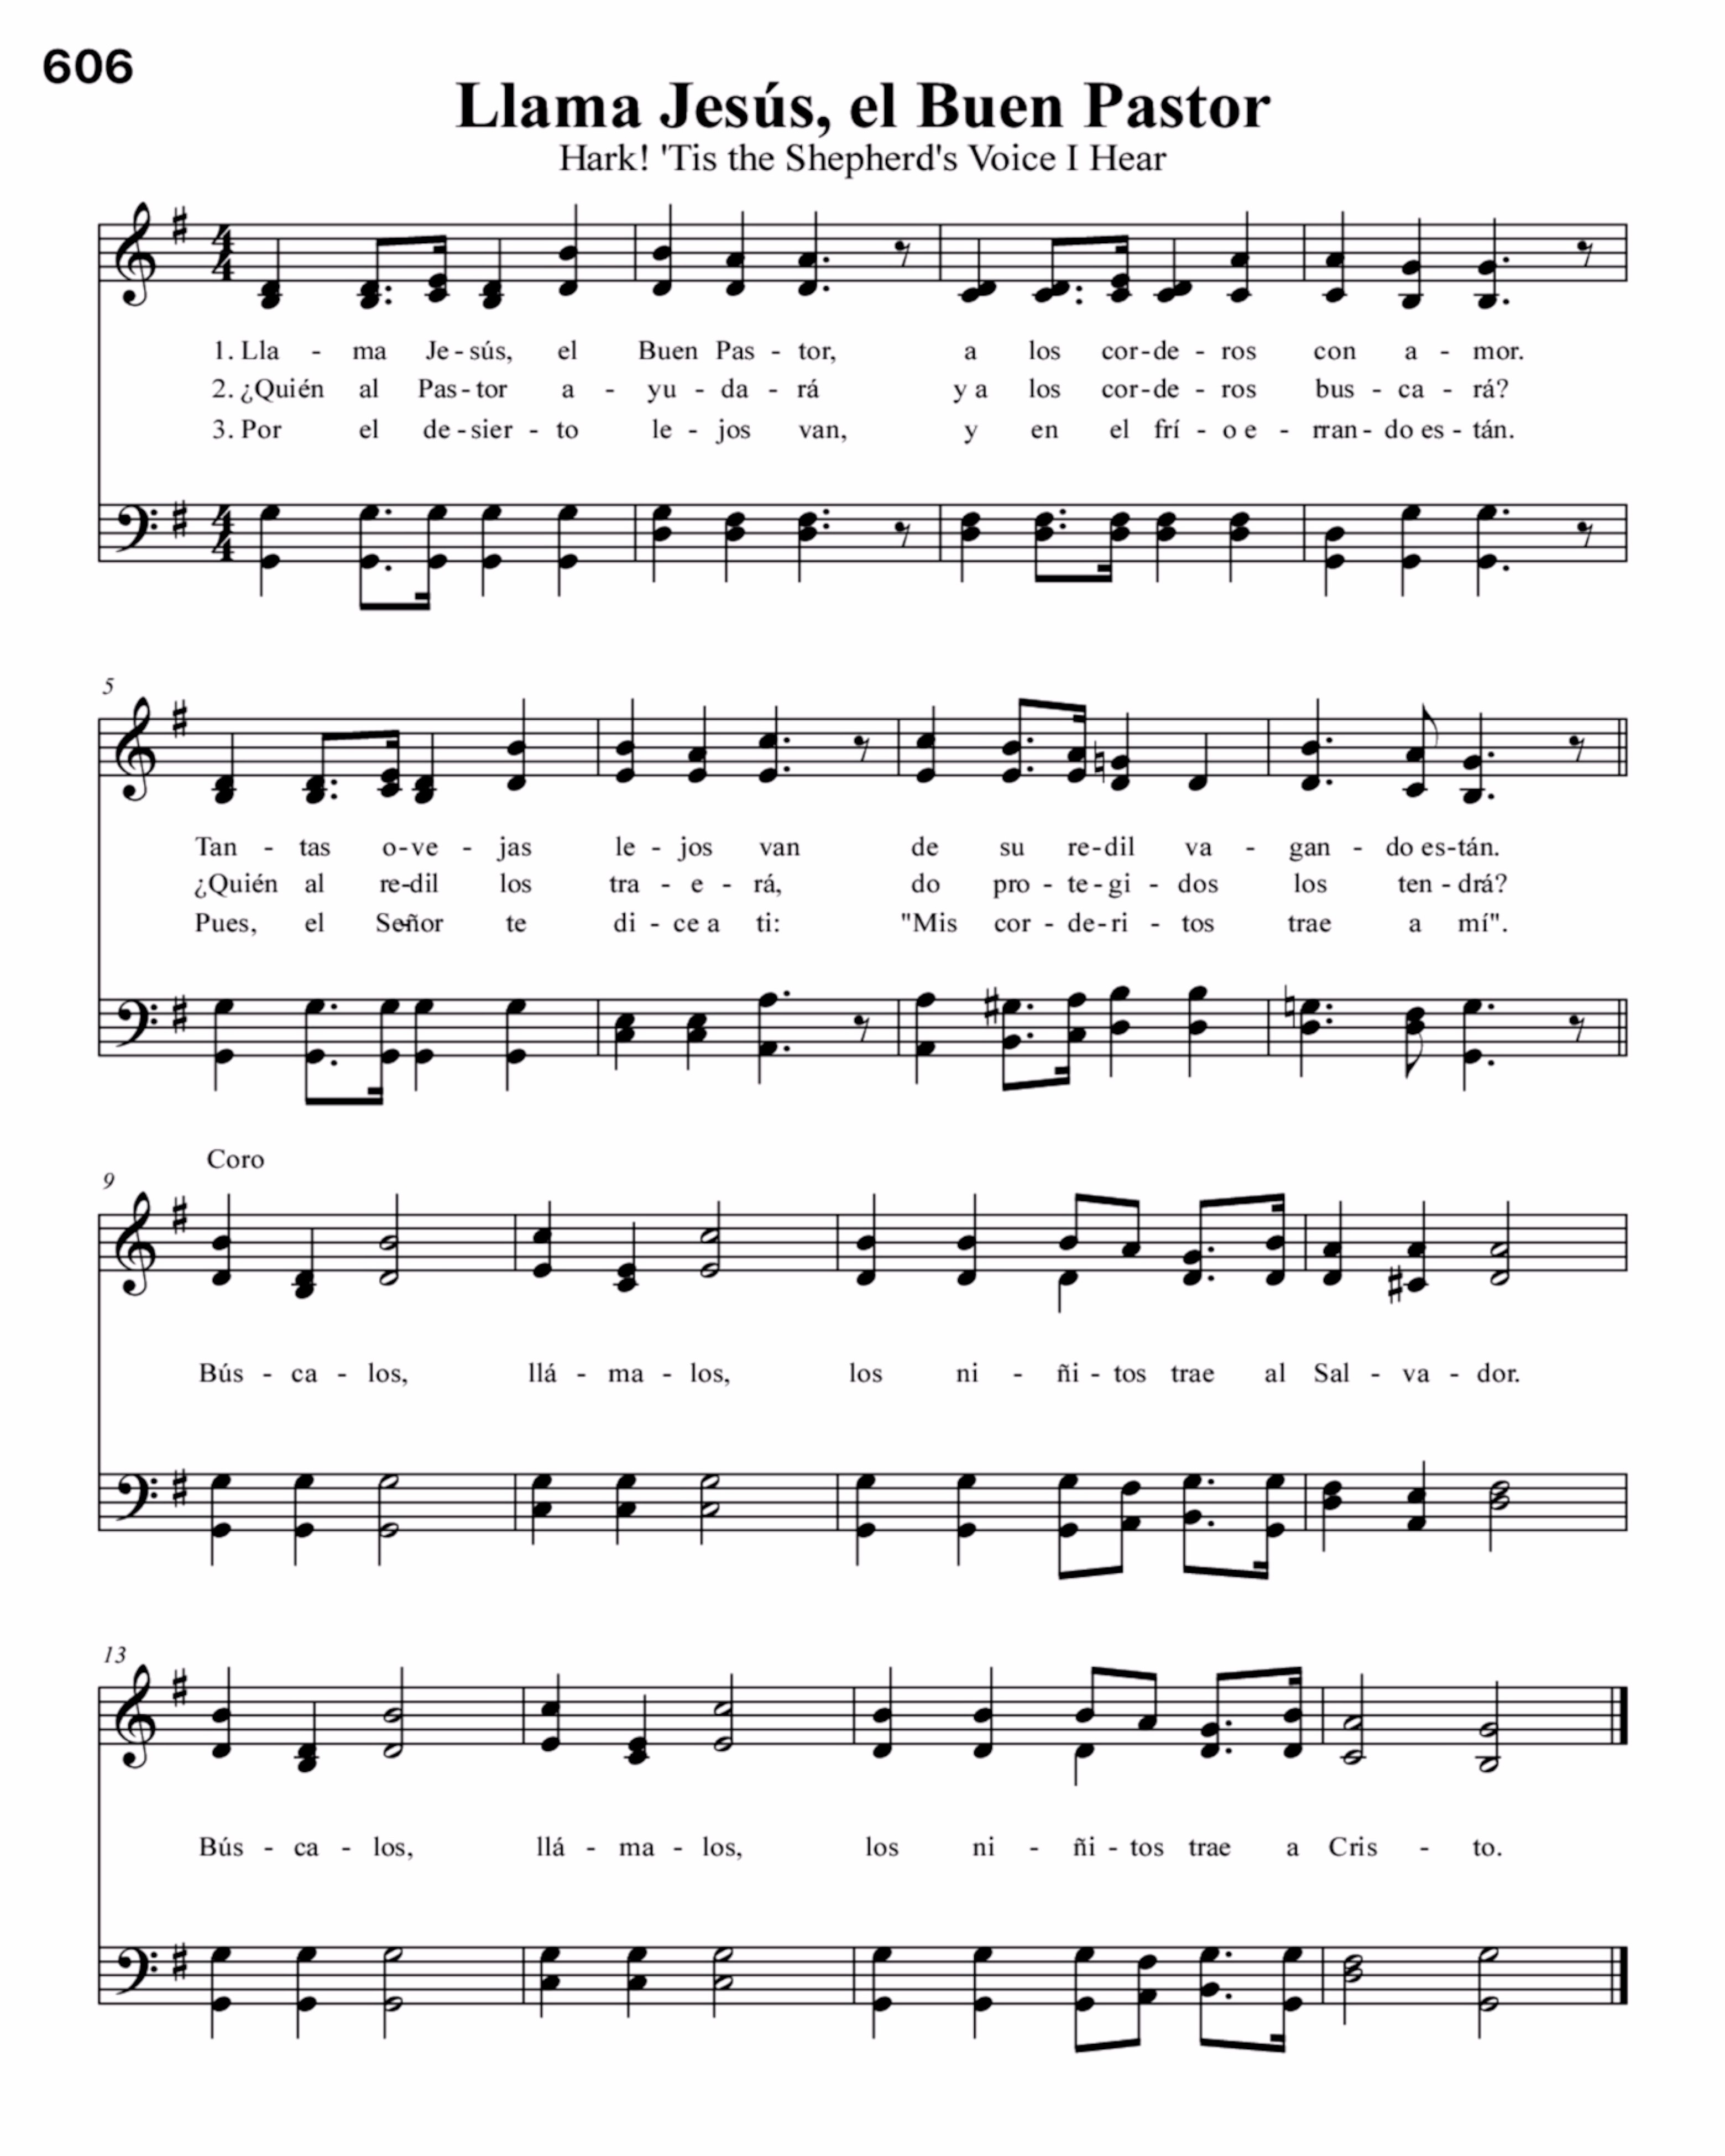 606
Llama Jesús, el Buen Pastor
Hark! 'Tis the Shepherd's Voice I Hear
1. Lla - ma Je - sús, el Buen Pas - tor, a los cor - de - ros con a - mor.
2. ¿Quién al Pas - tor a - yu - da - rá y a los cor - de - ros bus - ca - rá?
3. Por el de - sier - to le - jos van, y en el frí - o e - rran - do es - tán.
5
Tan - tas o - ve - jas le - jos van de su re - dil va - gan - do es - tán.
¿Quién al re - dil los tra - e - rá, do pro - te - gi - dos los ten - drá?
Pues, el Se - ñor te di - ce a ti: "Mis cor - de - ri - tos trae a mí".
Coro
9
Bús - ca - los, llá - ma - los, los ni - ñi - tos trae al Sal - va - dor.
13
Bús - ca - los, llá - ma - los, los ni - ñi - tos trae a Cris - to.